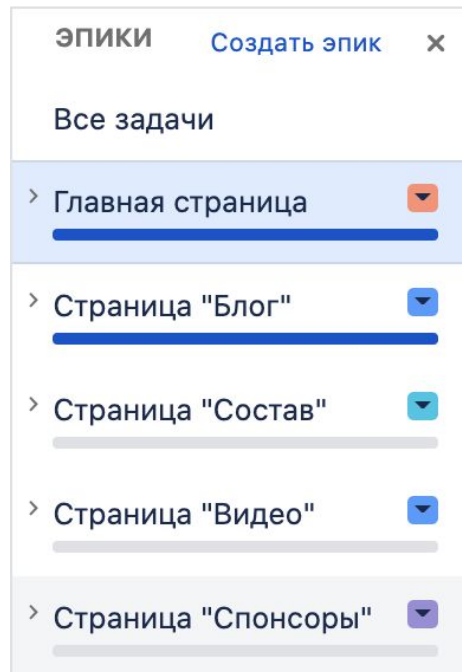 ЭПИКИ Создать эпик
Все задачи
Главная страница
Страница "Блог"
Страница "Состав"
Страница "Видео"
Страница "Спонсоры"